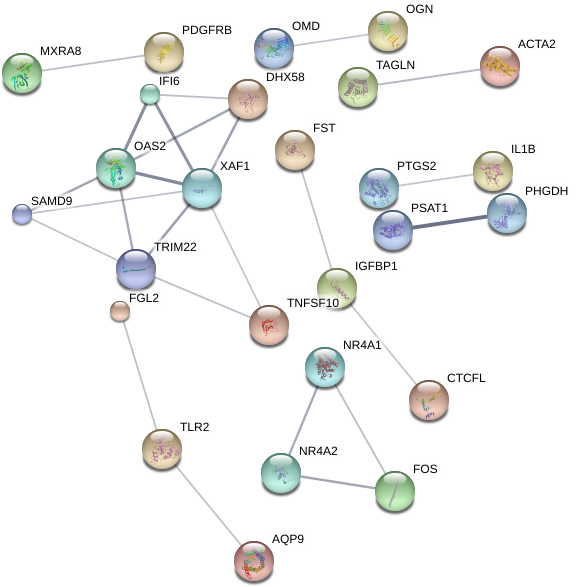 OGN
PDGFRB
OMD
MXRA8
ACTA2
TAGLN
IFI6
DHX58
FST
OAS2
IL1B
XAF1
PTGS2
PHGDH
SAMD9
PSAT1
TRIM22
IGFBP1
FGL2
TNFSF10
NR4A1
CTCFL
TLR2
NR4A2
FOS
AQP9